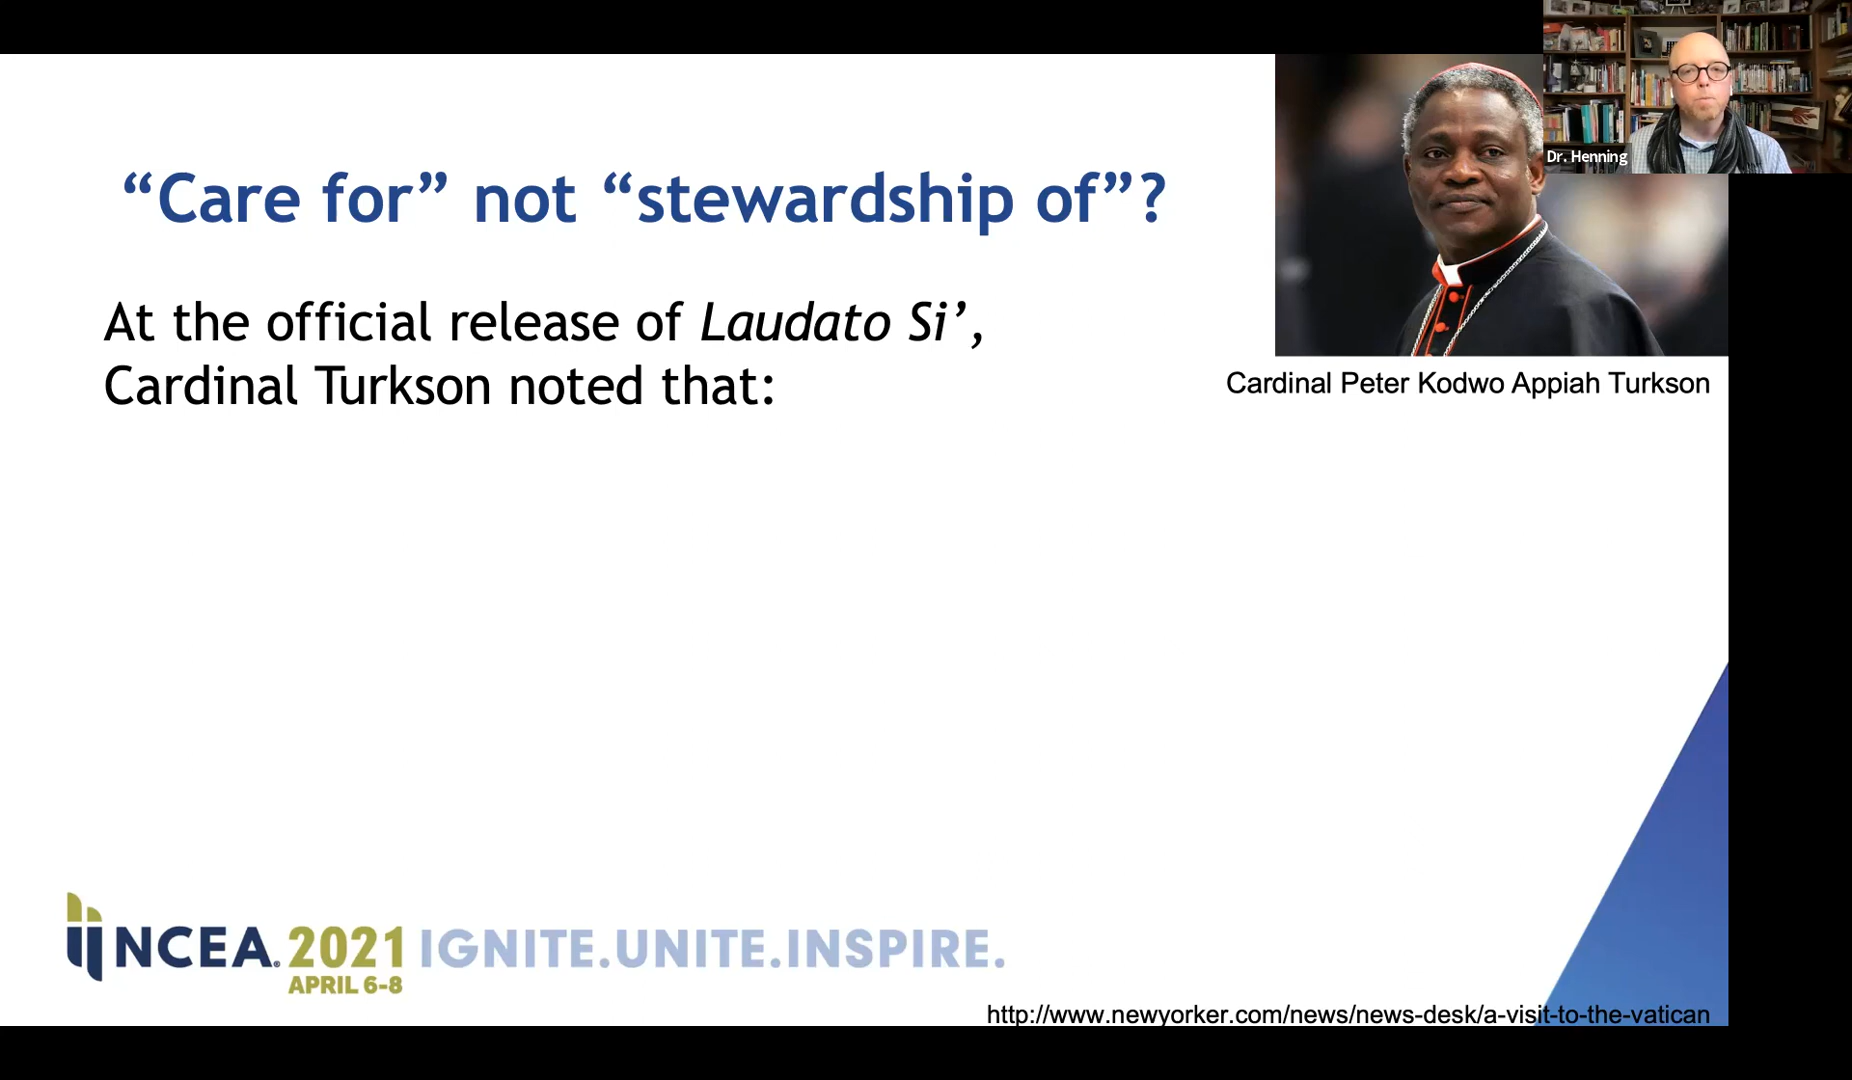 Dr. Henning
“Care for” not “stewardship of”?
At the official release of Laudato Si’,
Cardinal Turkson noted that:
Cardinal Peter Kodwo Appiah Turkson
NCEA® 2021 IGNITE.UNITE.INSPIRE.
APRIL 6-8
http://www.newyorker.com/news/news-desk/a-visit-to-the-vatican